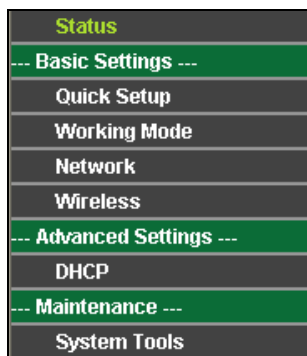 Status
--- Basic Settings ---
Quick Setup
Working Mode
Network
Wireless
--- Advanced Settings ---
DHCP
--- Maintenance ---
System Tools